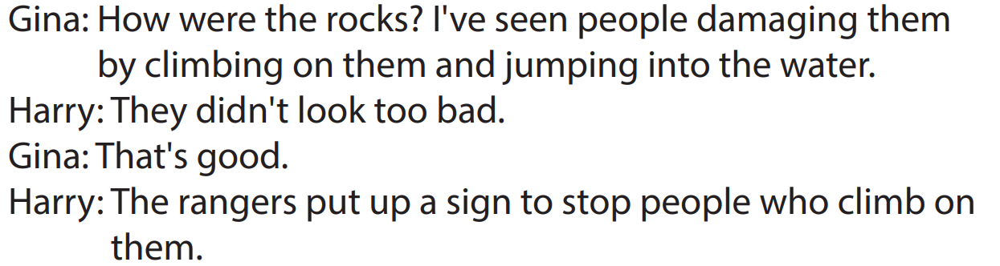 Gina: How were the rocks? I've seen people damaging them
by climbing on them and jumping into the water.
Harry: They didn't look too bad.
Gina: That's good.
Harry: The rangers put up a sign to stop people who climb on
them.